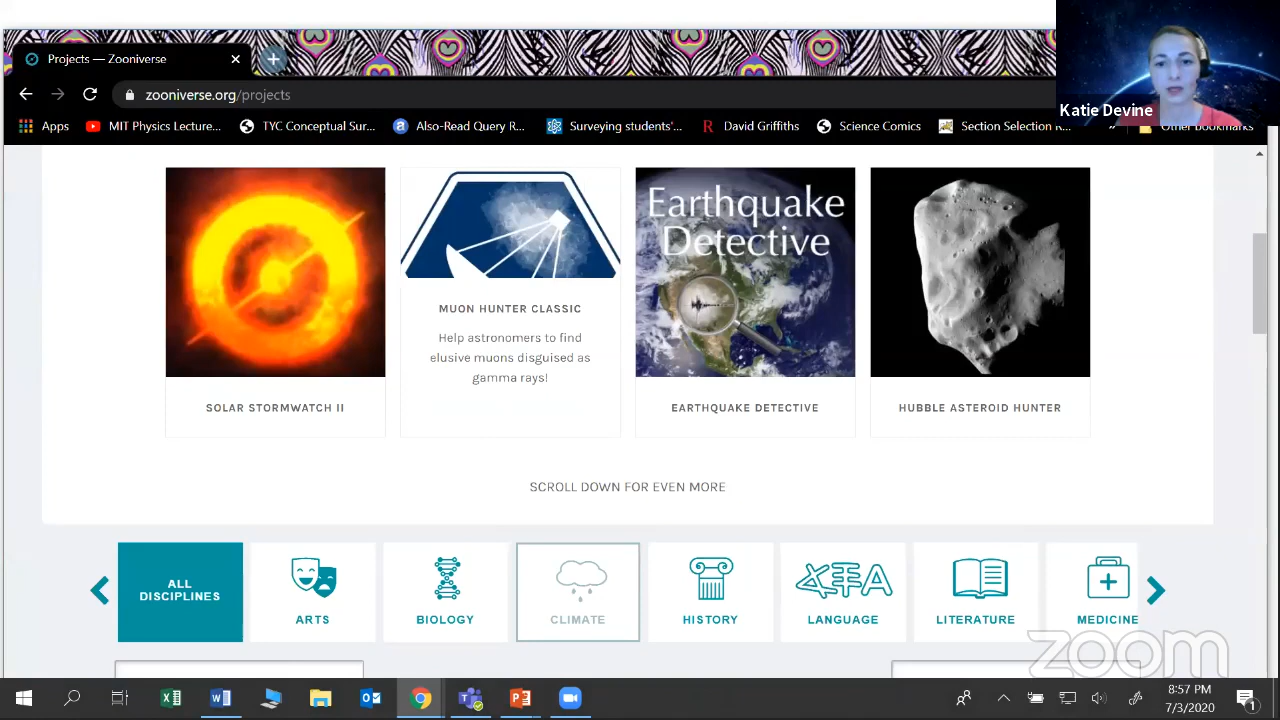 Projects — Zooniverse
zooniverse.org/projects
Katie Devine
Apps
MIT Physics Lecture...
TYC Conceptual Sur...
Also-Read Query R...
Surveying students'...
R David Griffiths
Science Comics
Section Selection R...
Other bookmarks
Earthquake
Detective
MUON HUNTER CLASSIC
Help astronomers to find
elusive muons disguised as
gamma rays!
SOLAR STORMWATCH II
EARTHQUAKE DETECTIVE
HUBBLE ASTEROID HUNTER
SCROLL DOWN FOR EVEN MORE
ALL
DISCIPLINES
ARTS
BIOLOGY
CLIMATE
HISTORY
LANGUAGE
LITERATURE
MEDICINE
zoom
8:57 PM
7/3/2020
1